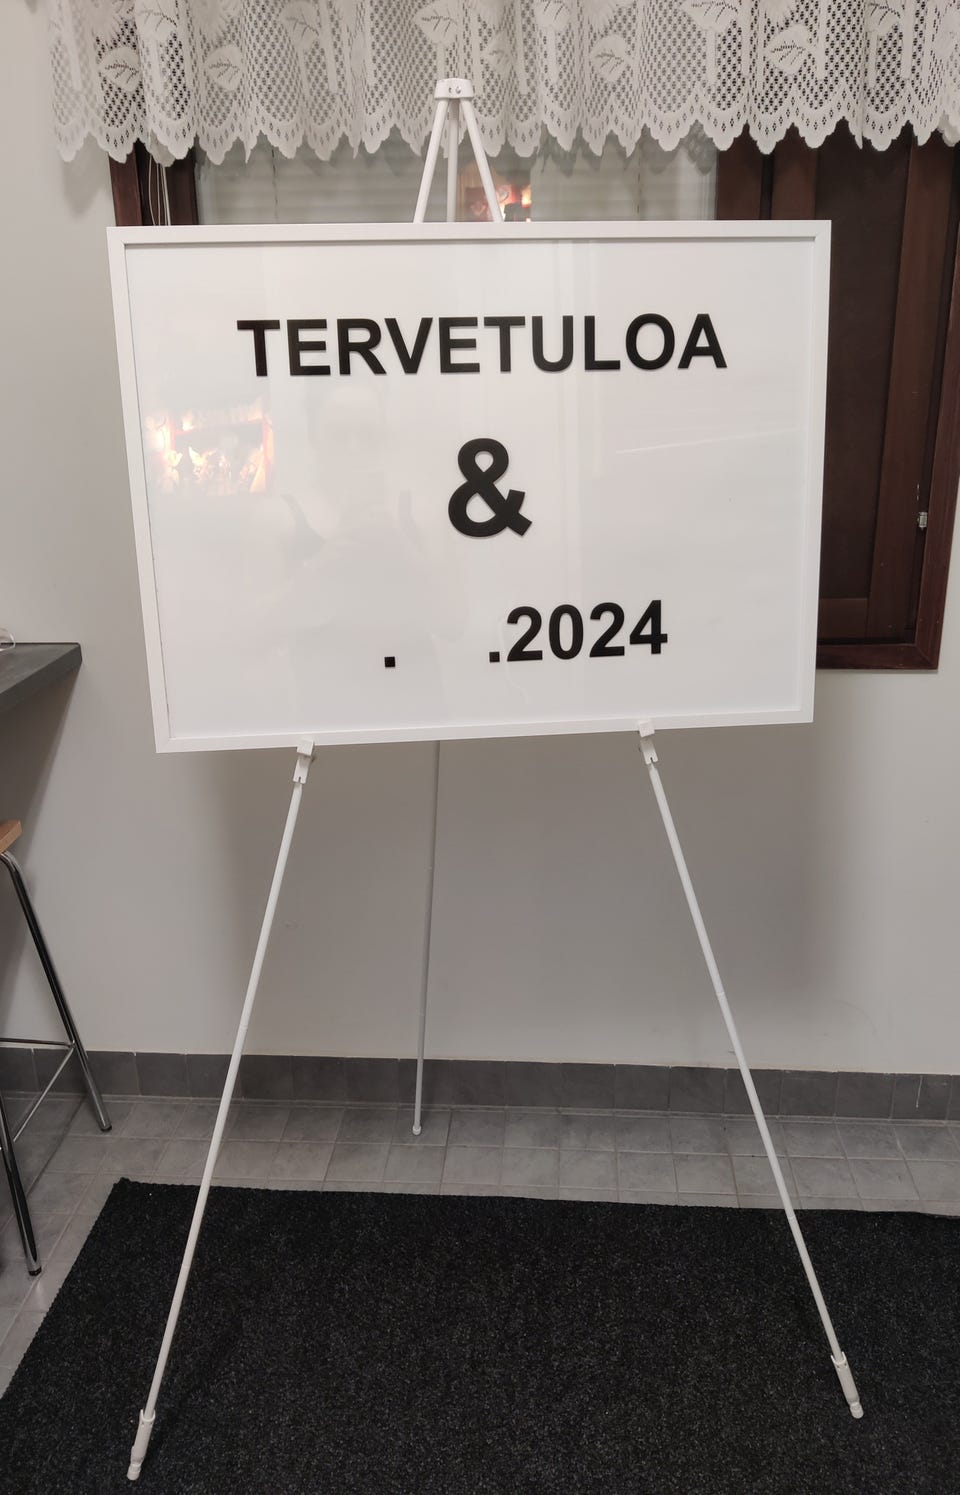 TERVETULOA
&
. .2024